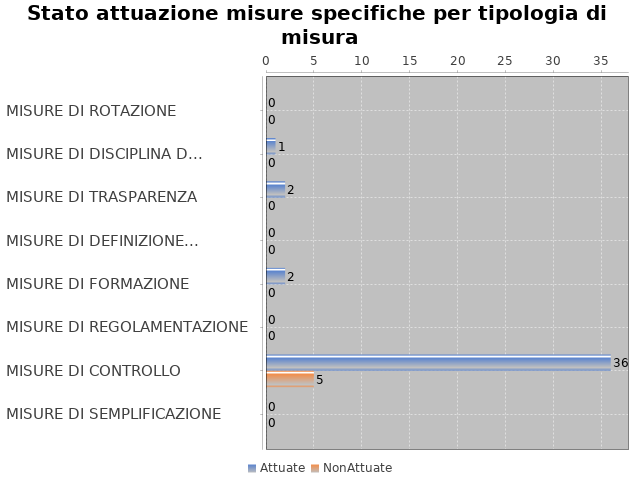 Stato attuazione misure specifiche per tipologia di
misura
0 5 10 15 20 25 30 35
MISURE DI ROTAZIONE
0
0
MISURE DI DISCIPLINA D...
1
0
MISURE DI TRASPARENZA
2
0
MISURE DI DEFINIZIONE...
0
0
MISURE DI FORMAZIONE
2
0
MISURE DI REGOLAMENTAZIONE
0
0
MISURE DI CONTROLLO
36
5
MISURE DI SEMPLIFICAZIONE
0
0
Attuate NonAttuate